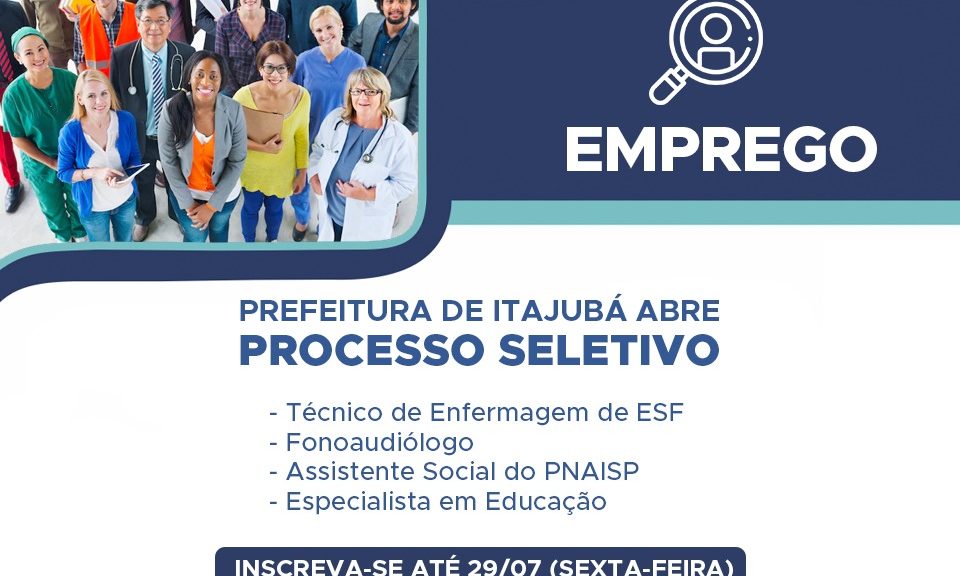 EMPREGO
PREFEITURA DE ITAJUBÁ ABRE
PROCESSO SELETIVO
- Técnico de Enfermagem de ESF
- Fonoaudiólogo
- Assistente Social do PNAISP
- Especialista em Educação
INSCREVA-SE ATÉ 29/07 (SEXTA-FEIRA)